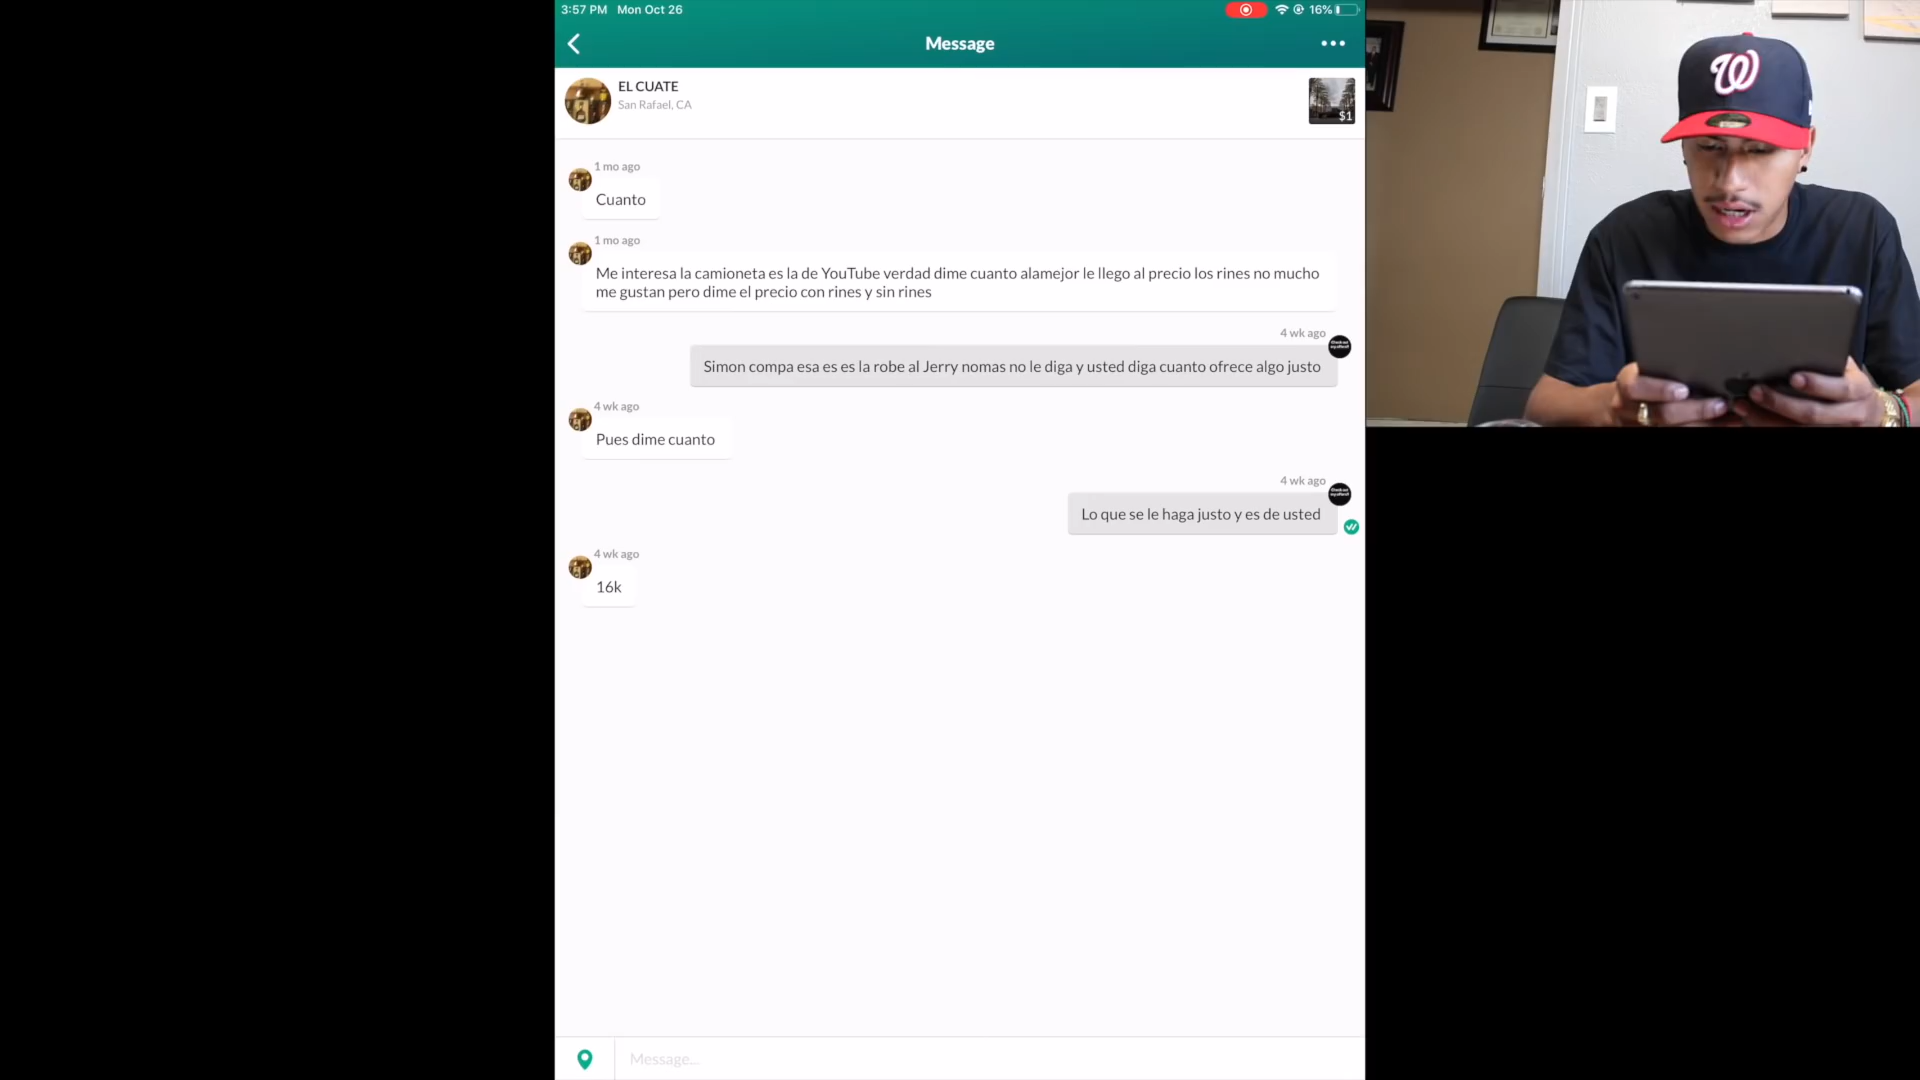 3:57 PM Mon Oct 26
16%
Message
EL CUATE
San Rafael, CA
$1
1 mo ago
Cuanto
1 mo ago
Me interesa la camioneta es la de YouTube verdad dime cuanto alamejor le llego al precio los rines no mucho
me gustan pero dime el precio con rines y sin rines
4 wk ago
Simon compa esa es es la robe al Jerry nomas no le diga y usted diga cuanto ofrece algo justo
4 wk ago
Pues dime cuanto
4 wk ago
Lo que se le haga justo y es de usted
4 wk ago
16k
Message...
W